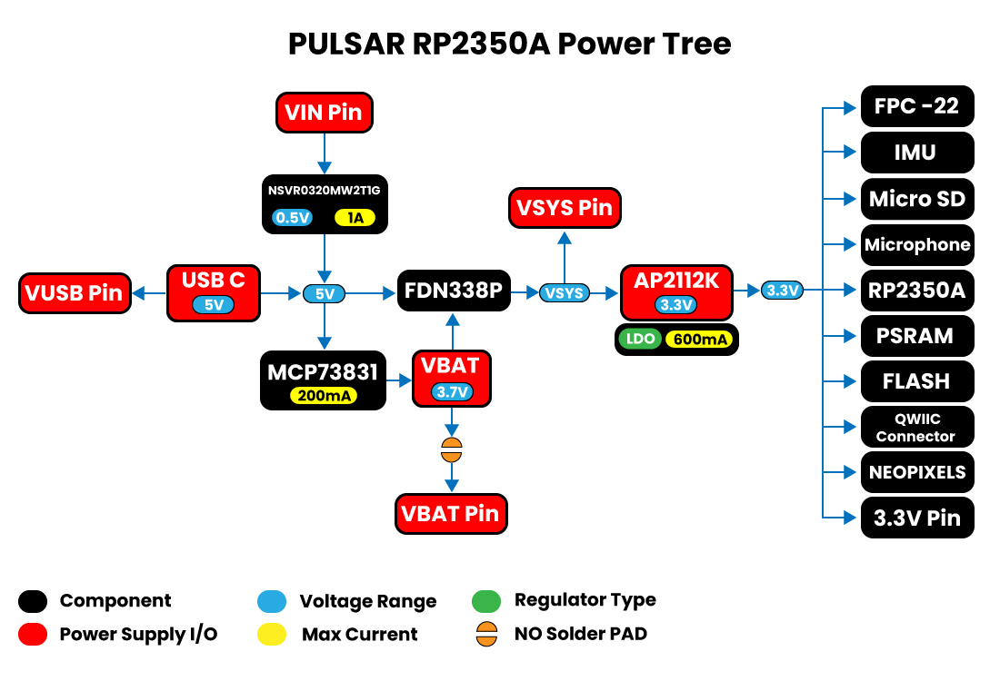 PULSAR RP2350A Power Tree
VIN Pin
NSVR0320MW2T1G
0.5V 1A
VUSB Pin
USB C
5V
5V
MCP73831
200mA
FDN338P
VBAT
3.7V
VBAT Pin
VSYS Pin
VSYS
AP2112K
3.3V
LDO 600mA
3.3V
FPC -22
IMU
Micro SD
Microphone
RP2350A
PSRAM
FLASH
QWIIC
Connector
NEOPIXELS
3.3V Pin
Component
Power Supply I/O
Voltage Range
Max Current
Regulator Type
NO Solder PAD